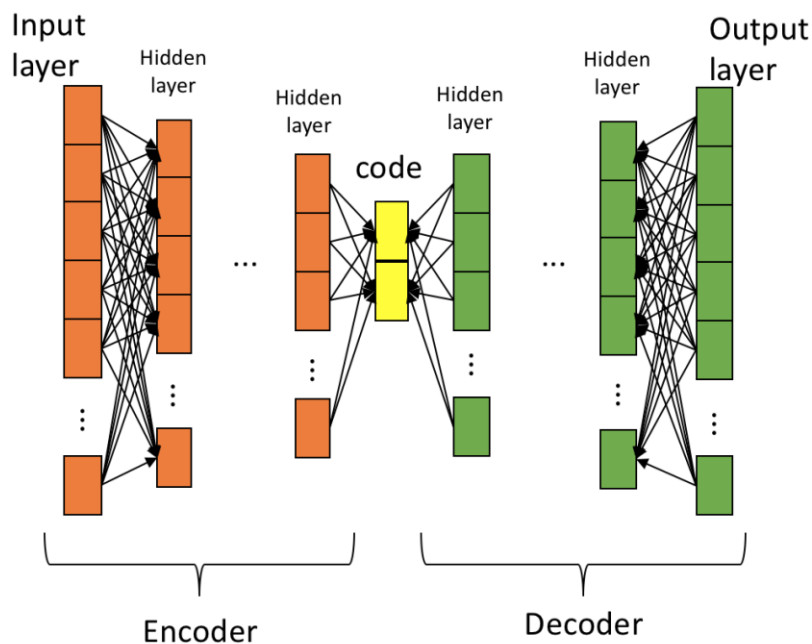 Input
layer
Hidden
layer
Hidden
layer
code
Hidden
layer
Hidden
layer
Output
layer
...
...
...
...
...
...
...
...
Encoder
Decoder